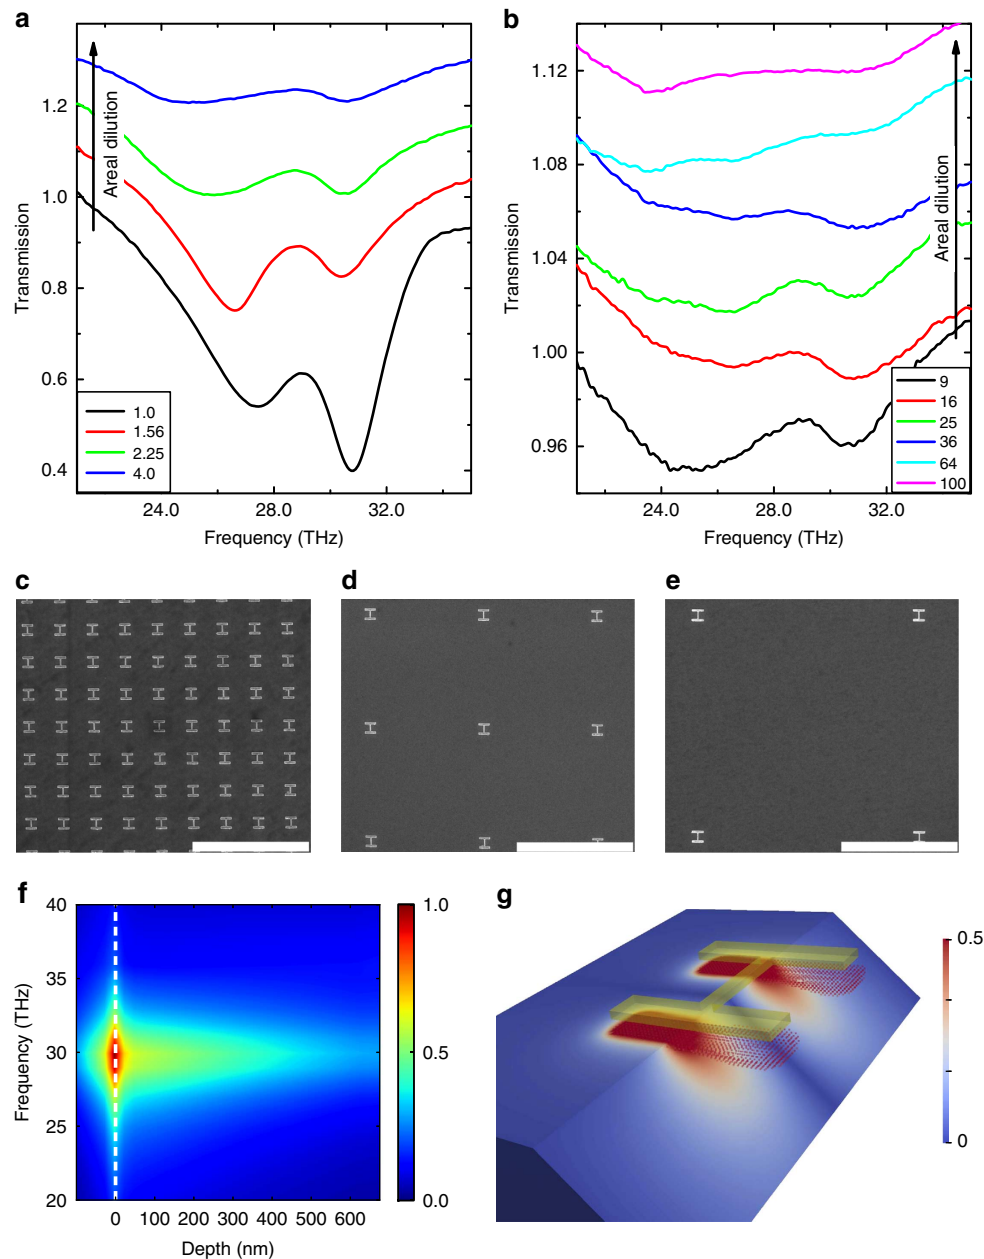 a
Transmission
1.2
1.0
0.8
0.6
0.4
Areal dilution
1.0
1.56
2.25
4.0
24.0
28.0
32.0
Frequency (THz)
b
Transmission
1.12
1.08
1.04
1.00
0.96
Areal dilution
9
16
25
36
64
100
24.0
28.0
32.0
Frequency (THz)
c
d
e
f
Frequency (THz)
40
35
30
25
20
0
100
200
300
400
500
600
Depth (nm)
1.0
0.5
0.0
g
0.5
0